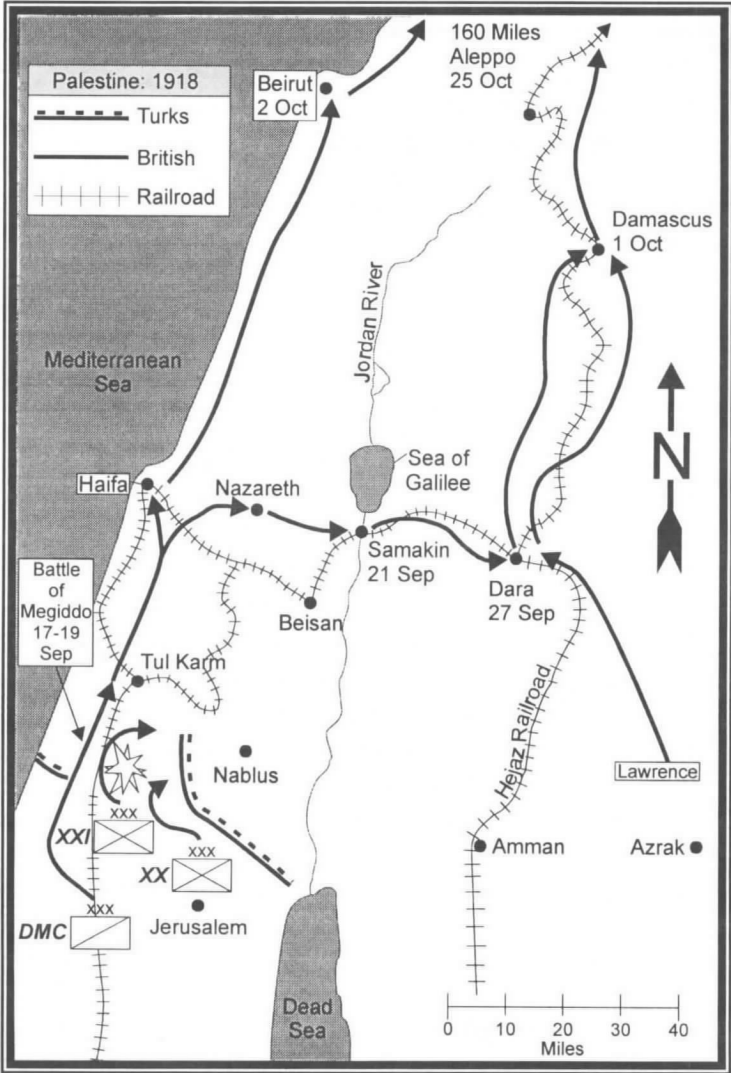 160 Miles
Aleppo
25 Oct
Palestine: 1918
Turks
British
Railroad
Beirut
2 Oct
Damascus
1 Oct
Jordan River
Mediterranean
Sea
N
Haifa
Nazareth
Sea of
Galilee
Samakin
21 Sep
Dara
27 Sep
Battle
of
Megiddo
17-19
Sep
Beisan
Tul Karm
Hejaz Railroad
Nablus
Lawrence
XXX
XXI
XXX
XX
Amman
Azrak
XXX
DMC
Jerusalem
Dead
Sea
0 10 20 30 40
Miles